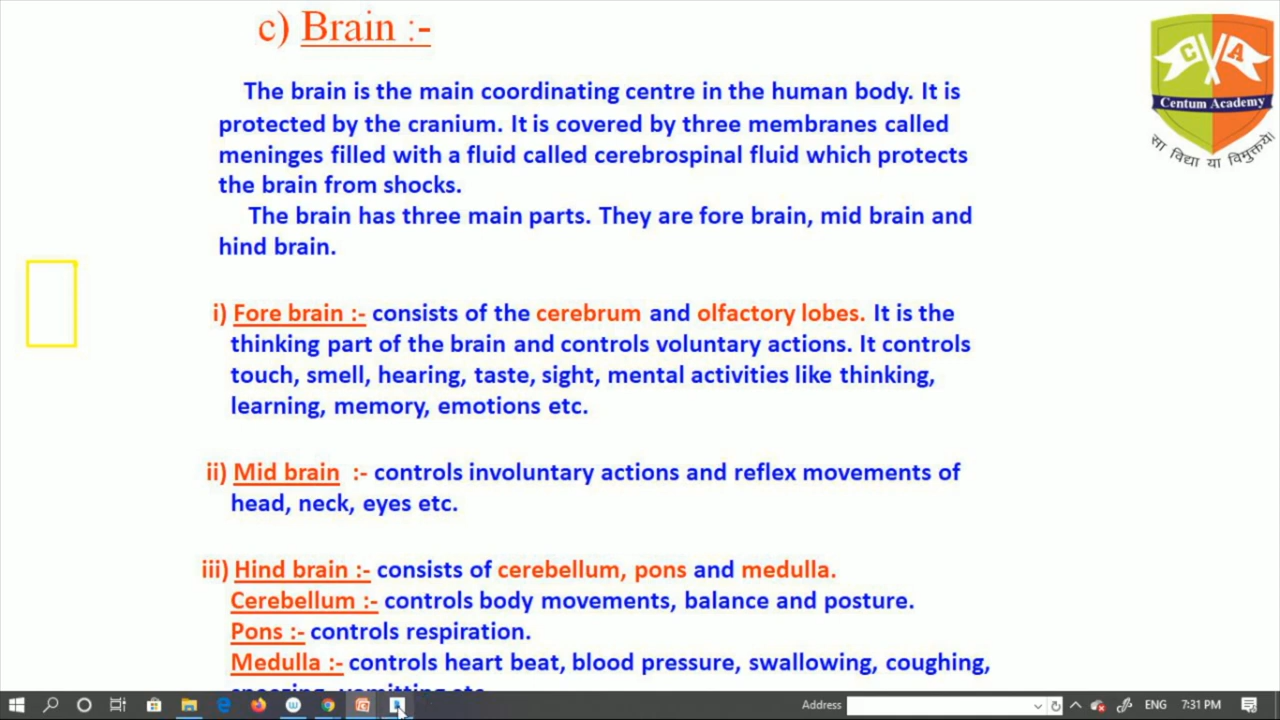 c) Brain :-
C A
Centum Academy
सा विद्या या विमुक्तये।
The brain is the main coordinating centre in the human body. It is
protected by the cranium. It is covered by three membranes called
meninges filled with a fluid called cerebrospinal fluid which protects
the brain from shocks.
The brain has three main parts. They are fore brain, mid brain and
hind brain.
i) Fore brain :- consists of the cerebrum and olfactory lobes. It is the
thinking part of the brain and controls voluntary actions. It controls
touch, smell, hearing, taste, sight, mental activities like thinking,
learning, memory, emotions etc.
ii) Mid brain :- controls involuntary actions and reflex movements of
head, neck, eyes etc.
iii) Hind brain :- consists of cerebellum, pons and medulla.
Cerebellum :- controls body movements, balance and posture.
Pons :- controls respiration.
Medulla :- controls heart beat, blood pressure, swallowing, coughing,
sneezing, vomitting etc
Address ENG 7:31 PM